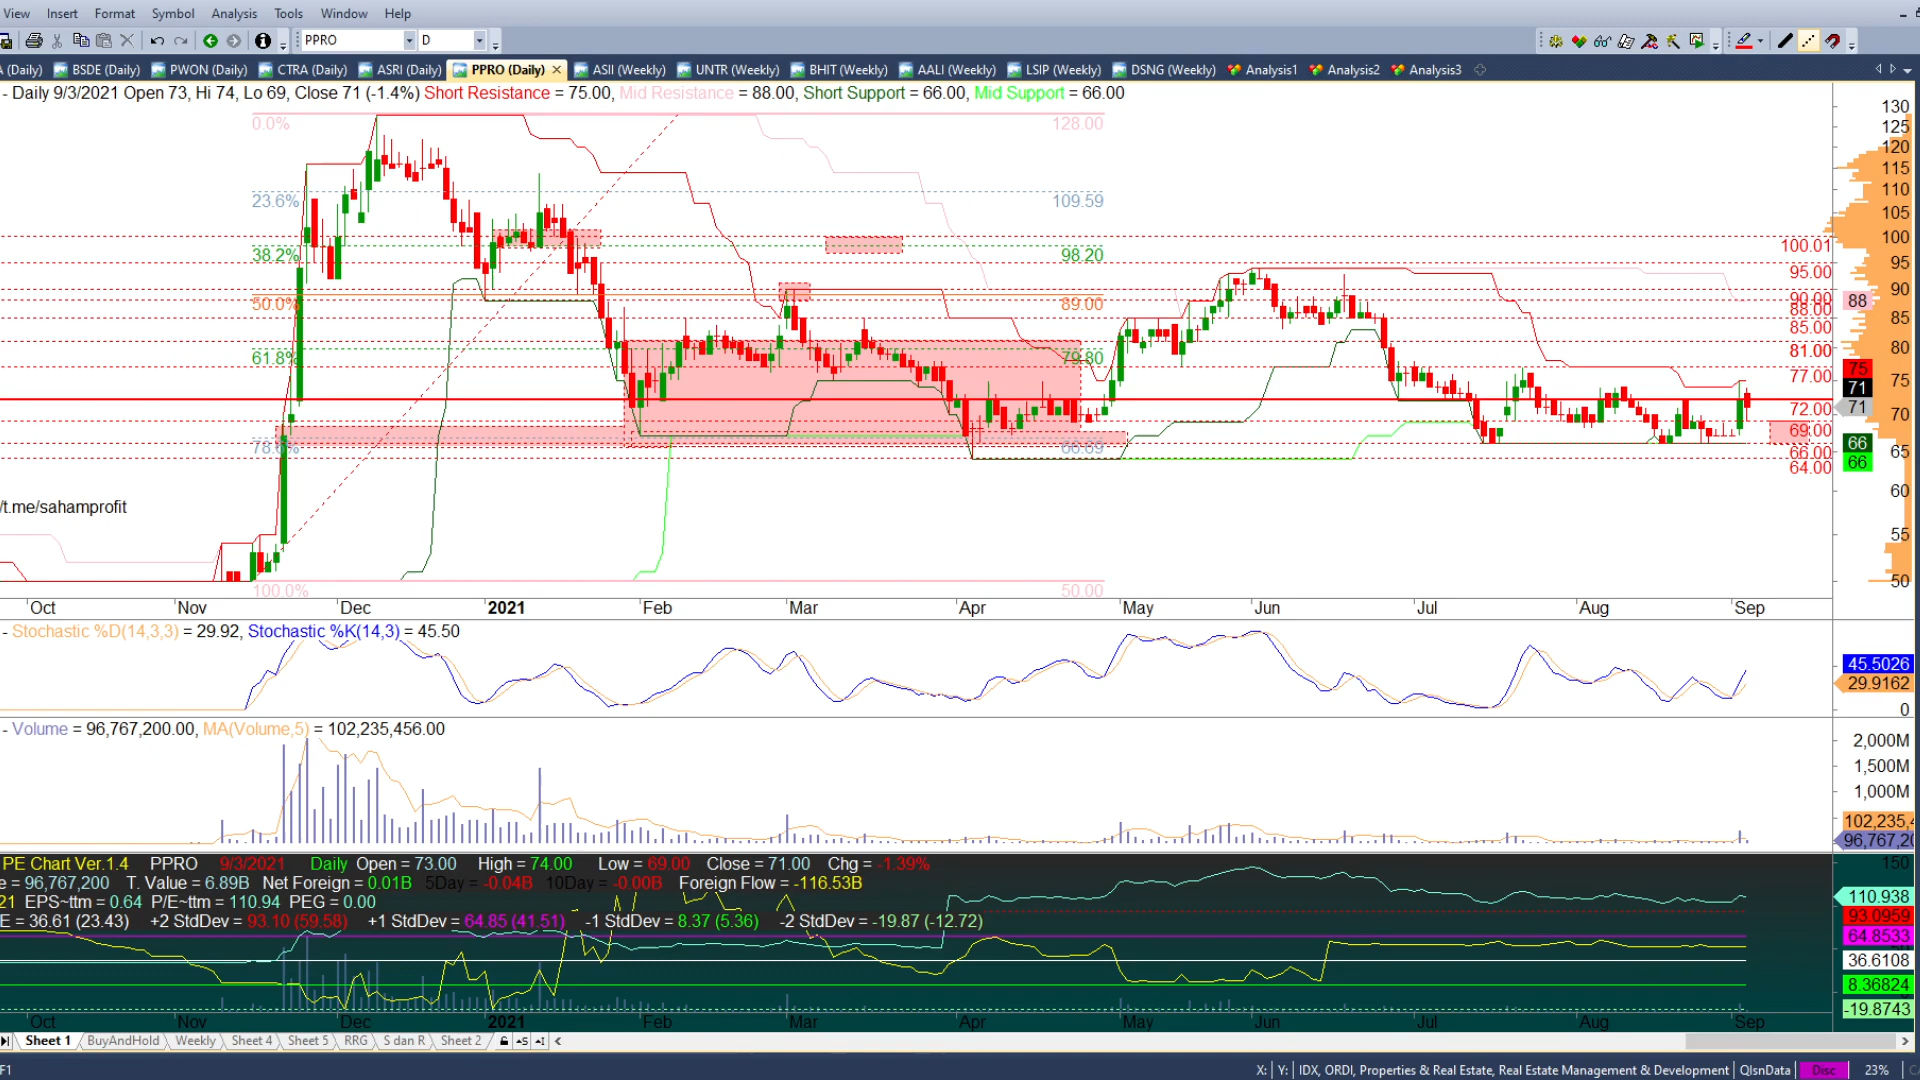 View Insert Format Symbol Analysis Tools Window Help
PPRO D
A (Daily) BSDE (Daily) PWON (Daily) CTRA (Daily) ASRI (Daily) PPRO (Daily) ASII (Weekly) UNTR (Weekly) BHIT (Weekly) AALI (Weekly) LSIP (Weekly) DSNG (Weekly) Analysis1 Analysis2 Analysis3
- Daily 9/3/2021 Open 73, Hi 74, Lo 69, Close 71 (-1.4%) Short Resistance = 75.00, Mid Resistance = 88.00, Short Support = 66.00, Mid Support = 66.00
130
0.0% 128.00 125
120
115
23.6% 109.59 110
105
100.01 100
38.2% 98.20 95
95.00
50.0% 89.00 90.00 88 90
88.00
85.00 85
81.00 80
61.8% 79.80
77.00 75 75
71
72.00 71 70
69.00
78.6% 66.69 66.00 66 65
64.00 66
60
/t.me/sahamprofit
55
100.0% 50.00 50
Oct Nov Dec 2021 Feb Mar Apr May Jun Jul Aug Sep
- Stochastic %D(14,3,3) = 29.92, Stochastic %K(14,3) = 45.50
45.5026
29.9162
0
- Volume = 96,767,200.00, MA(Volume,5) = 102,235,456.00
2,000M
1,500M
1,000M
102,235,4
96,767,20
PE Chart Ver.1.4 PPRO 9/3/2021 Daily Open = 73.00 High = 74.00 Low = 69.00 Close = 71.00 Chg = -1.39%
e = 96,767,200 T. Value = 6.89B Net Foreign = 0.01B 5Day = -0.04B 10Day = -0.00B Foreign Flow = -116.53B
21 EPS~ttm = 0.64 P/E~ttm = 110.94 PEG = 0.00
E = 36.61 (23.43) +2 StdDev = 93.10 (59.58) +1 StdDev = 64.85 (41.51) -1 StdDev = 8.37 (5.36) -2 StdDev = -19.87 (-12.72)
150
110.938
93.0959
64.8533
36.6108
8.36824
-19.8743
Oct Nov Dec 2021 Feb Mar Apr May Jun Jul Aug Sep
Sheet 1 BuyAndHold Weekly Sheet 4 Sheet 5 RRG S dan R Sheet 2
F1 X: Y: IDX, ORDI, Properties & Real Estate, Real Estate Management & Development QlsnData Disc 23%